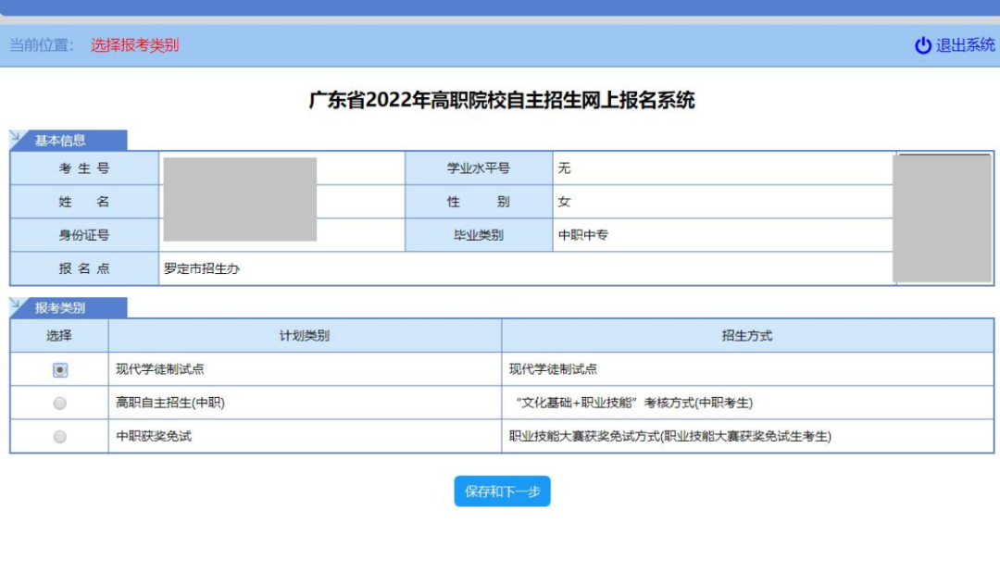 当前位置： 选择报考类别 退出系统
广东省2022年高职院校自主招生网上报名系统
基本信息
考 生 号 学业水平号 无
姓 名 性 别 女
身份证号 毕业类别 中职中专
报 名 点 罗定市招生办
报考类别
选择 计划类别 招生方式
现代学徒制试点 现代学徒制试点
高职自主招生(中职) “文化基础+职业技能”考核方式(中职考生)
中职获奖免试 职业技能大赛获奖免试方式(职业技能大赛获奖免试生考生)
保存和下一步